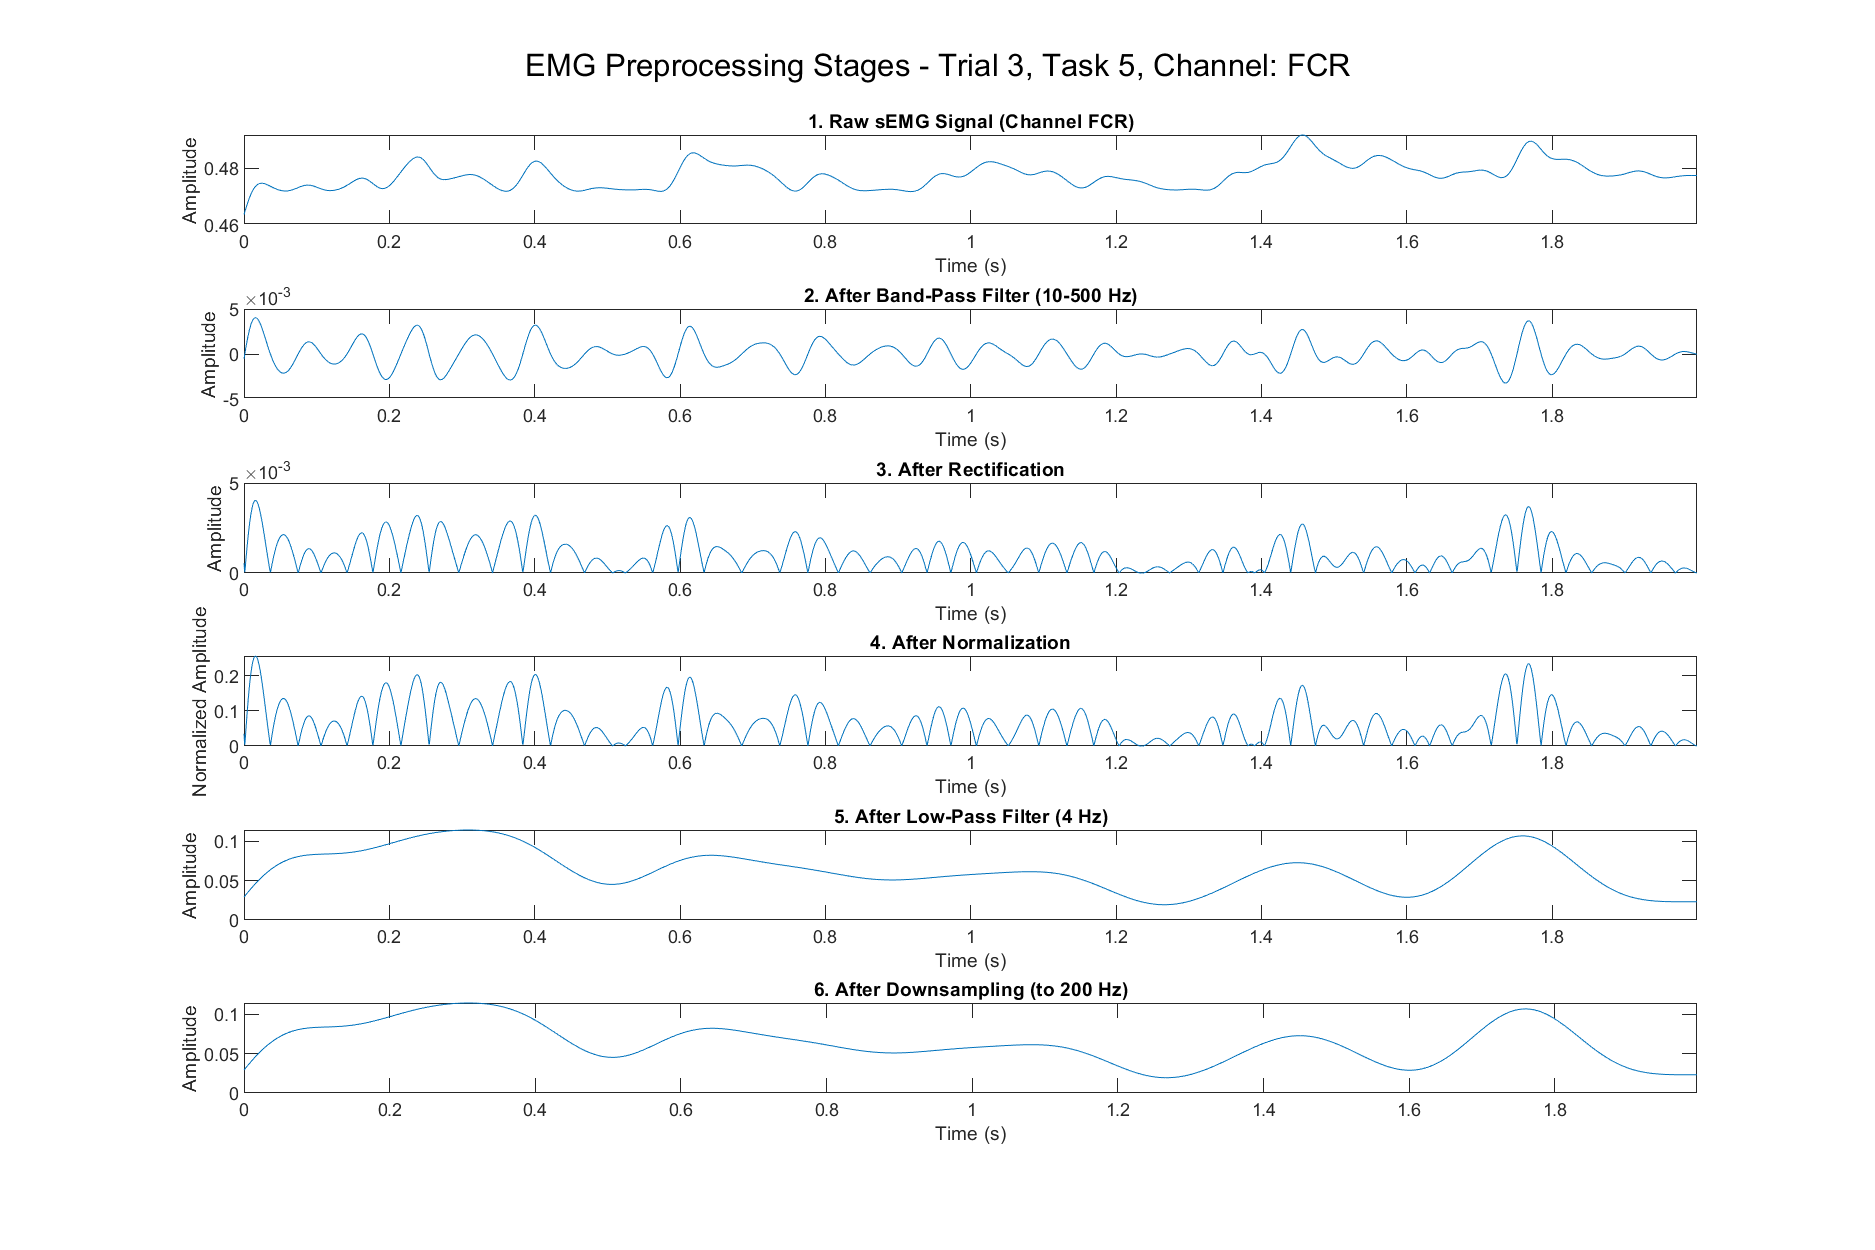 EMG Preprocessing Stages - Trial 3, Task 5, Channel: FCR
1. Raw sEMG Signal (Channel FCR)
Amplitude
0.48
0.46
0 0.2 0.4 0.6 0.8 1 1.2 1.4 1.6 1.8
Time (s)
2. After Band-Pass Filter (10-500 Hz)
×10-3
Amplitude
5
0
-5
0 0.2 0.4 0.6 0.8 1 1.2 1.4 1.6 1.8
Time (s)
3. After Rectification
×10-3
Amplitude
5
0
0 0.2 0.4 0.6 0.8 1 1.2 1.4 1.6 1.8
Time (s)
4. After Normalization
Normalized Amplitude
0.2
0.1
0
0 0.2 0.4 0.6 0.8 1 1.2 1.4 1.6 1.8
Time (s)
5. After Low-Pass Filter (4 Hz)
Amplitude
0.1
0.05
0
0 0.2 0.4 0.6 0.8 1 1.2 1.4 1.6 1.8
Time (s)
6. After Downsampling (to 200 Hz)
Amplitude
0.1
0.05
0
0 0.2 0.4 0.6 0.8 1 1.2 1.4 1.6 1.8
Time (s)